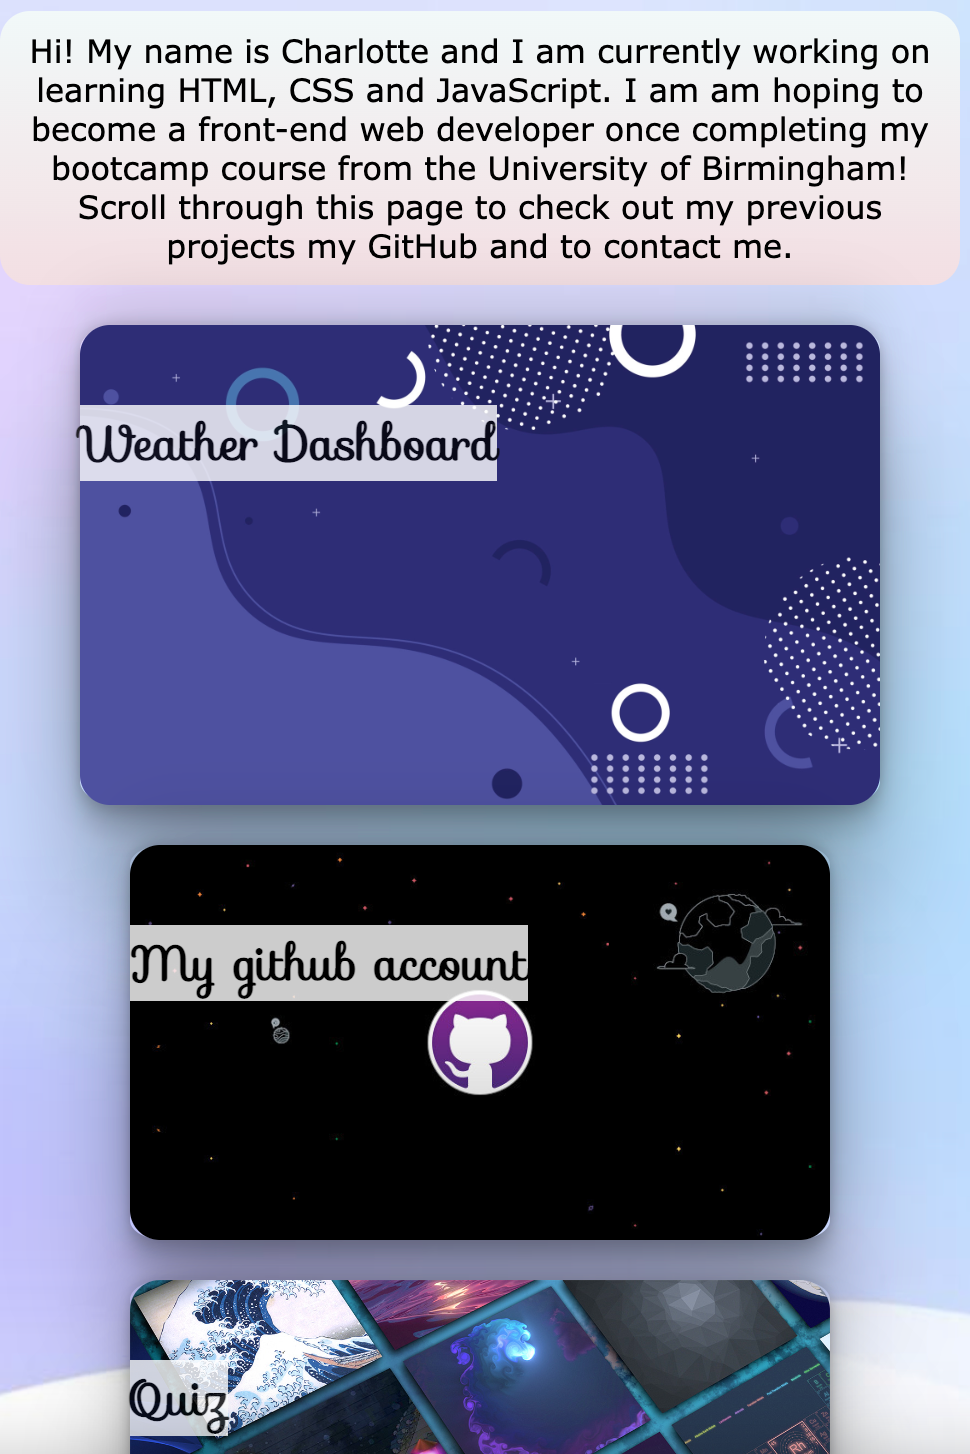 Hi! My name is Charlotte and I am currently working on
learning HTML, CSS and JavaScript. I am am hoping to
become a front-end web developer once completing my
bootcamp course from the University of Birmingham!
Scroll through this page to check out my previous
projects my GitHub and to contact me.
Weather Dashboard
My github account
Quiz